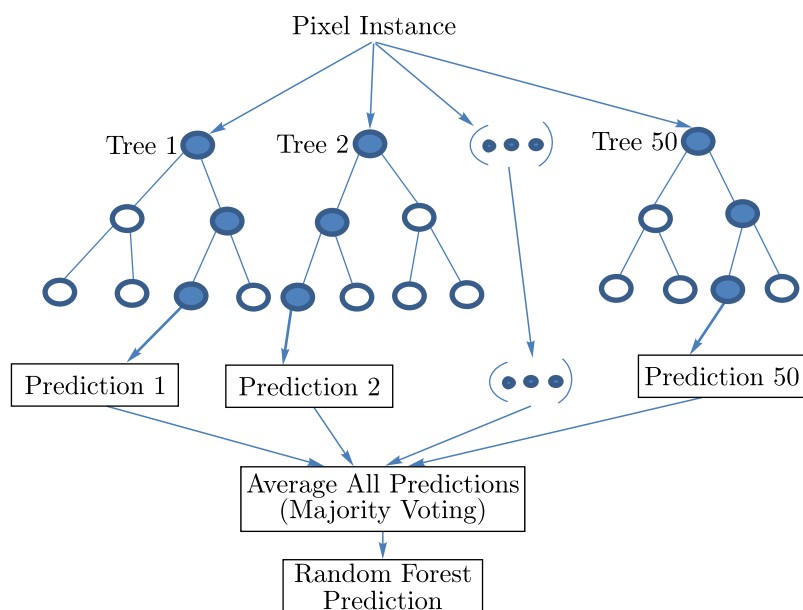 Pixel Instance
Tree 1
Tree 2
Tree 50
Prediction 1
Prediction 2
Prediction 50
Average All Predictions
(Majority Voting)
Random Forest
Prediction